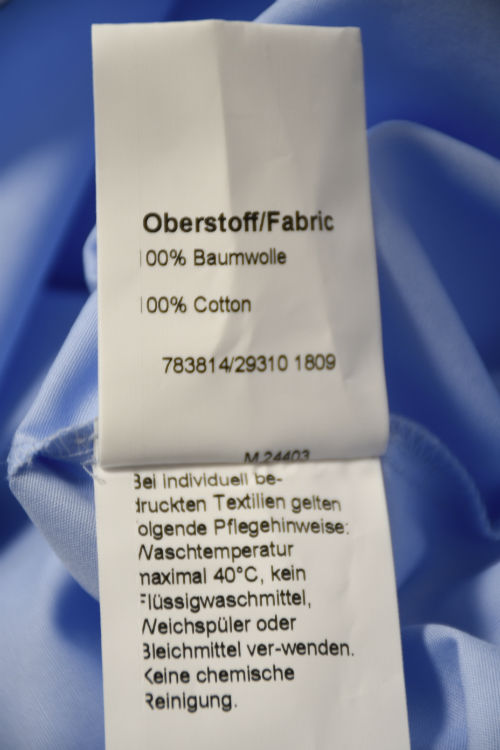 Oberstoff/Fabric
100% Baumwolle
100% Cotton
783814/29310 1809
M 24403
Bei individuell be-
druckten Textilien gelten
folgende Pflegehinweise:
Waschtemperatur
maximal 40°C, kein
Flüssigwaschmittel,
Weichspüler oder
Bleichmittel ver-wenden.
Keine chemische
Reinigung.